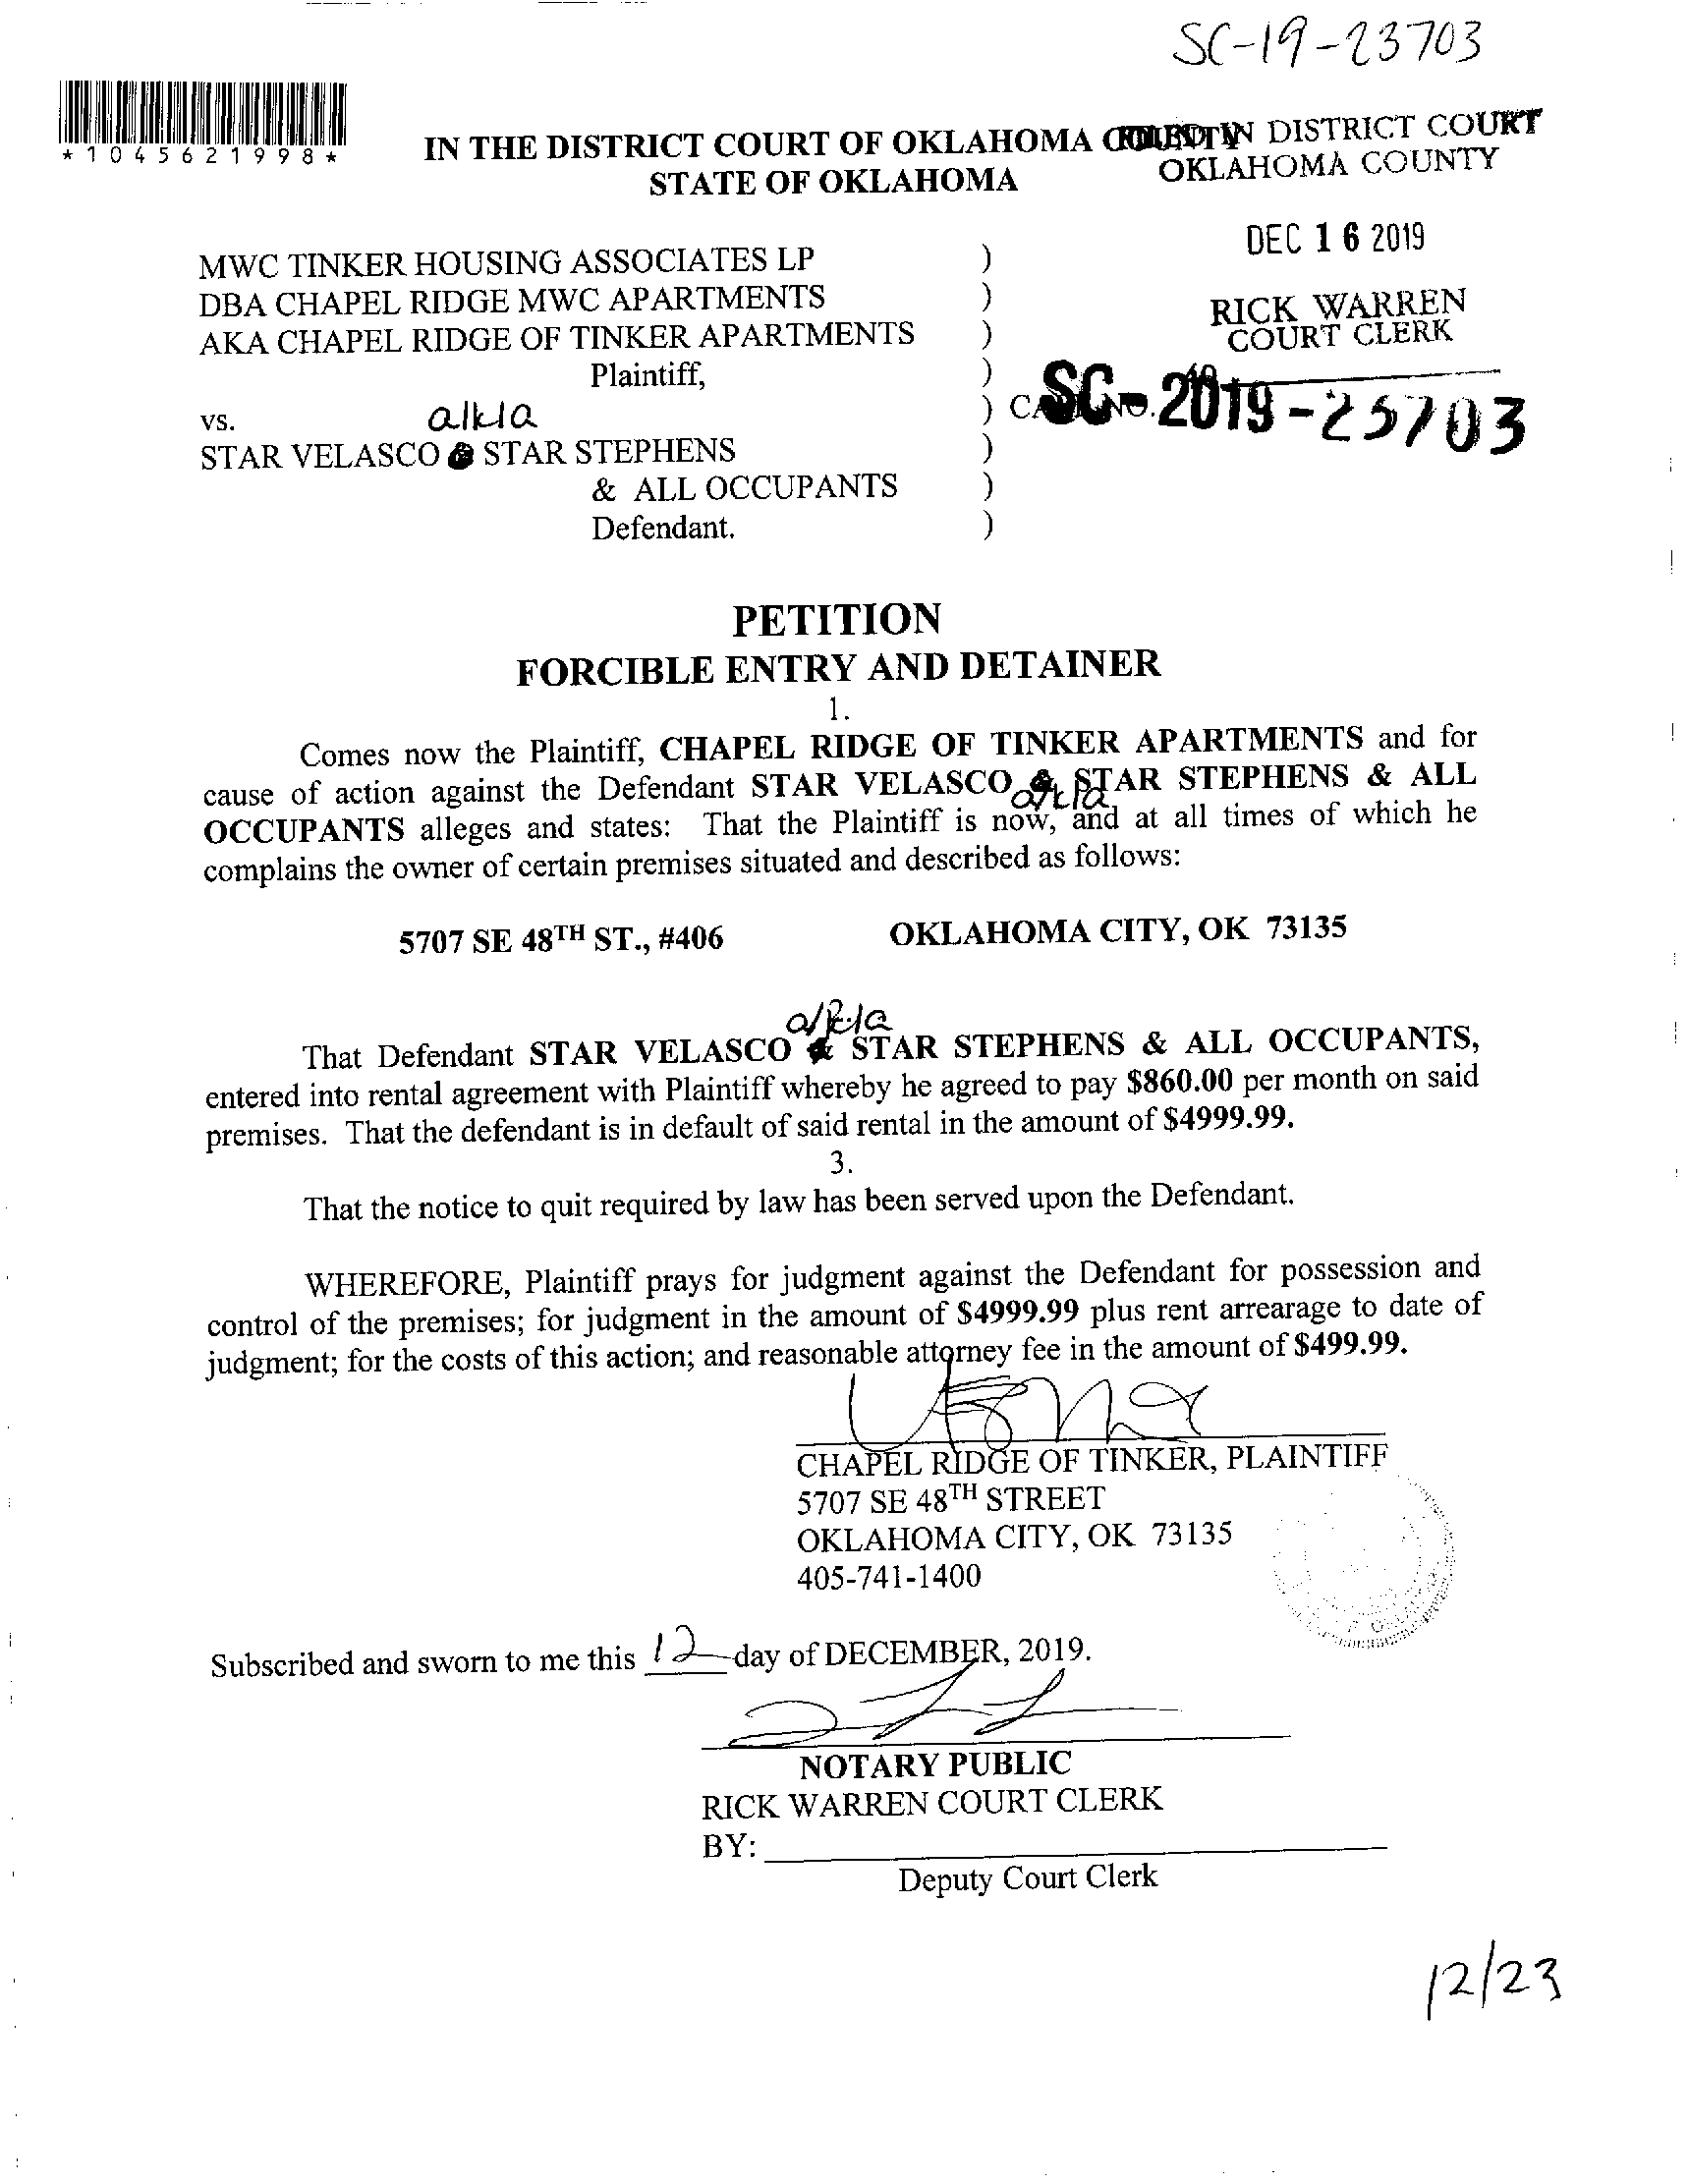 SC-19-23703
*1045621998*
IN THE DISTRICT COURT OF OKLAHOMA COUNTY
STATE OF OKLAHOMA
FILED IN DISTRICT COURT
OKLAHOMA COUNTY
DEC 16 2019
RICK WARREN
COURT CLERK
MWC TINKER HOUSING ASSOCIATES LP )
DBA CHAPEL RIDGE MWC APARTMENTS )
AKA CHAPEL RIDGE OF TINKER APARTMENTS )
Plaintiff, )
vs. a/k/a ) SC-2019-23703
STAR VELASCO STAR STEPHENS )
& ALL OCCUPANTS )
Defendant. )
PETITION
FORCIBLE ENTRY AND DETAINER
1.
Comes now the Plaintiff, CHAPEL RIDGE OF TINKER APARTMENTS and for
cause of action against the Defendant STAR VELASCO a/k/a STAR STEPHENS & ALL
OCCUPANTS alleges and states: That the Plaintiff is now, and at all times of which he
complains the owner of certain premises situated and described as follows:
5707 SE 48TH ST., #406 OKLAHOMA CITY, OK 73135
a/k/a
That Defendant STAR VELASCO & STAR STEPHENS & ALL OCCUPANTS,
entered into rental agreement with Plaintiff whereby he agreed to pay $860.00 per month on said
premises. That the defendant is in default of said rental in the amount of $4999.99.
3.
That the notice to quit required by law has been served upon the Defendant.
WHEREFORE, Plaintiff prays for judgment against the Defendant for possession and
control of the premises; for judgment in the amount of $4999.99 plus rent arrearage to date of
judgment; for the costs of this action; and reasonable attorney fee in the amount of $499.99.
CHAPEL RIDGE OF TINKER, PLAINTIFF
5707 SE 48TH STREET
OKLAHOMA CITY, OK 73135
405-741-1400
Subscribed and sworn to me this 12 day of DECEMBER, 2019.
NOTARY PUBLIC
RICK WARREN COURT CLERK
BY:
Deputy Court Clerk
12/23